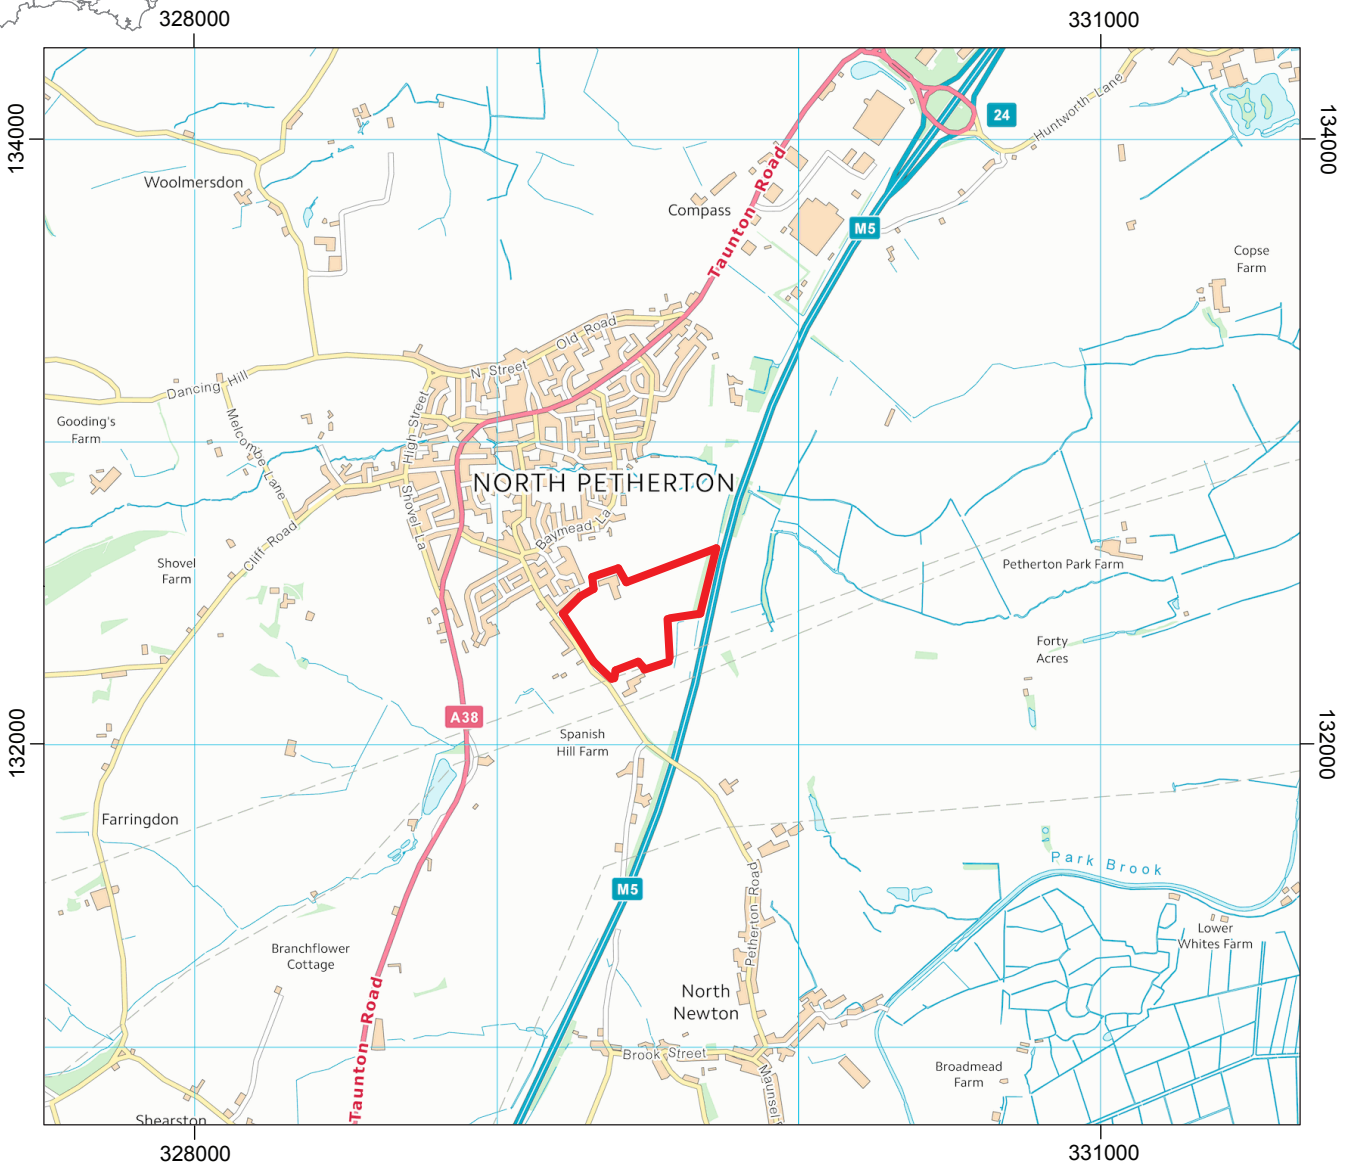 328000
331000
134000
134000
24
Huntworth Lane
Woolmersdon
Taunton Road
Compass
M5
Copse
Farm
Old Road
N. Street
Dancing Hill
High Street
Melcombe Lane
Gooding's
Farm
NORTH PETHERTON
Shovel La
Baymead La
Cliff Road
Shovel
Farm
Petherton Park Farm
Forty
Acres
A38
132000
132000
Spanish
Hill Farm
Farringdon
Park Brook
M5
Petherton Road
Lower
Whites Farm
Branchflower
Cottage
North
Newton
Taunton Road
Brook Street
Maunsel
Broadmead
Farm
Shearston
328000
331000